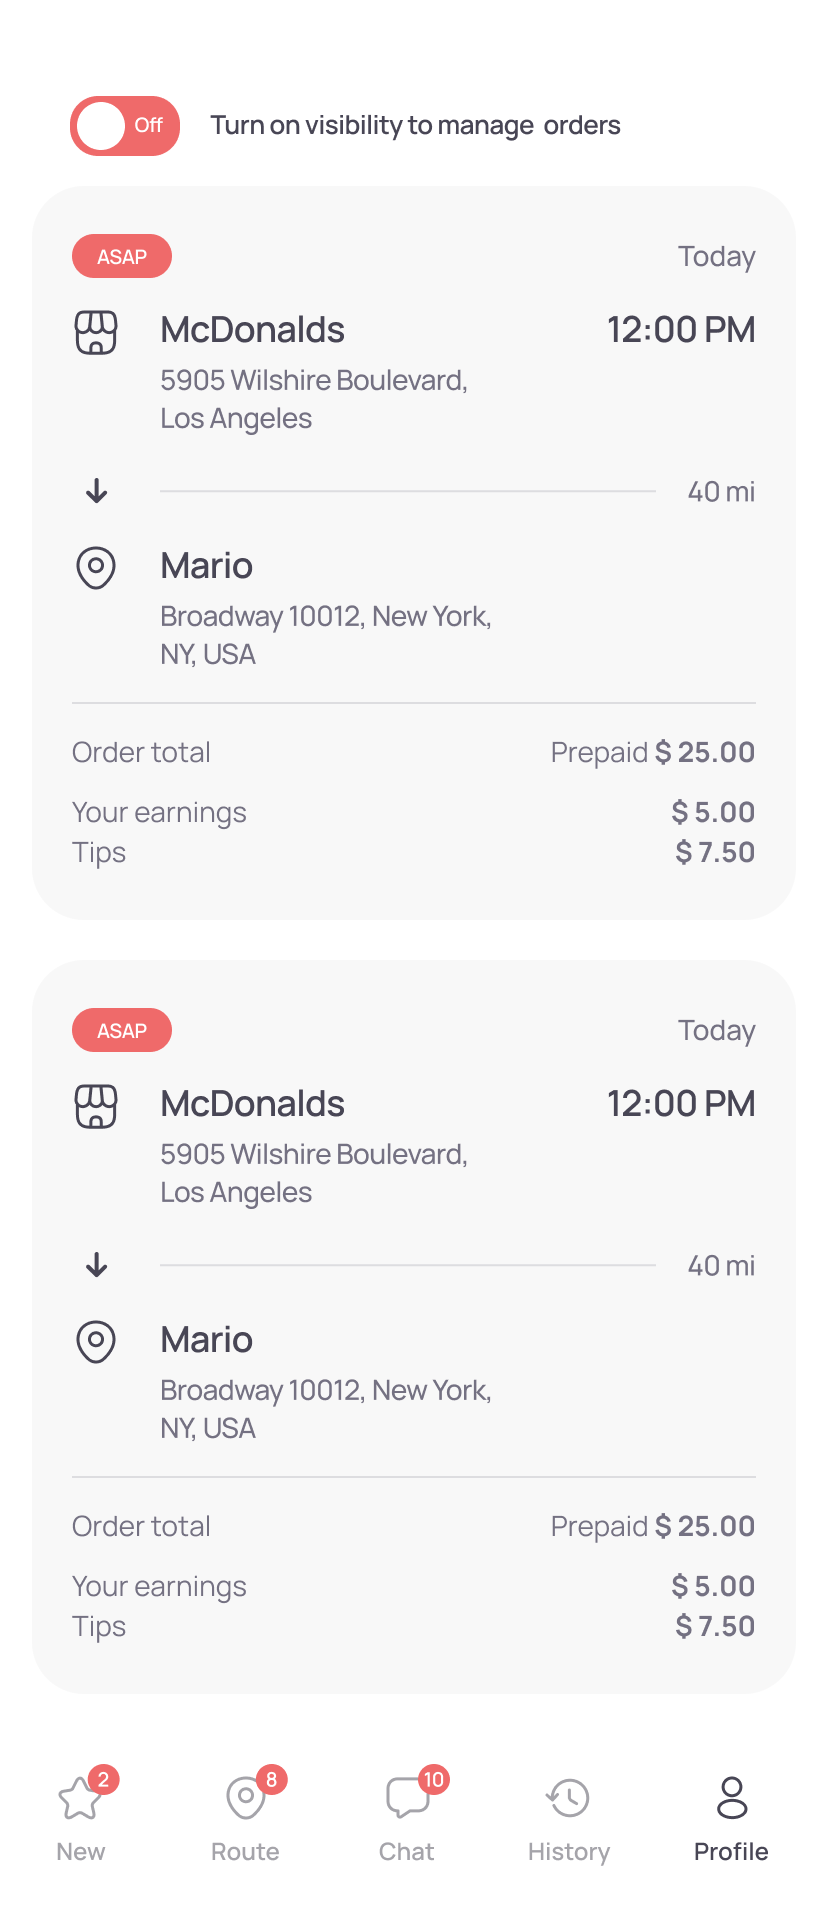 Off Turn on visibility to manage  orders
ASAP Today
McDonalds 12:00 PM
5905 Wilshire Boulevard,
Los Angeles
40 mi
Mario
Broadway 10012, New York,
NY, USA
Order total Prepaid $ 25.00
Your earnings $ 5.00
Tips $ 7.50
ASAP Today
McDonalds 12:00 PM
5905 Wilshire Boulevard,
Los Angeles
40 mi
Mario
Broadway 10012, New York,
NY, USA
Order total Prepaid $ 25.00
Your earnings $ 5.00
Tips $ 7.50
2 8 10
New Route Chat History Profile